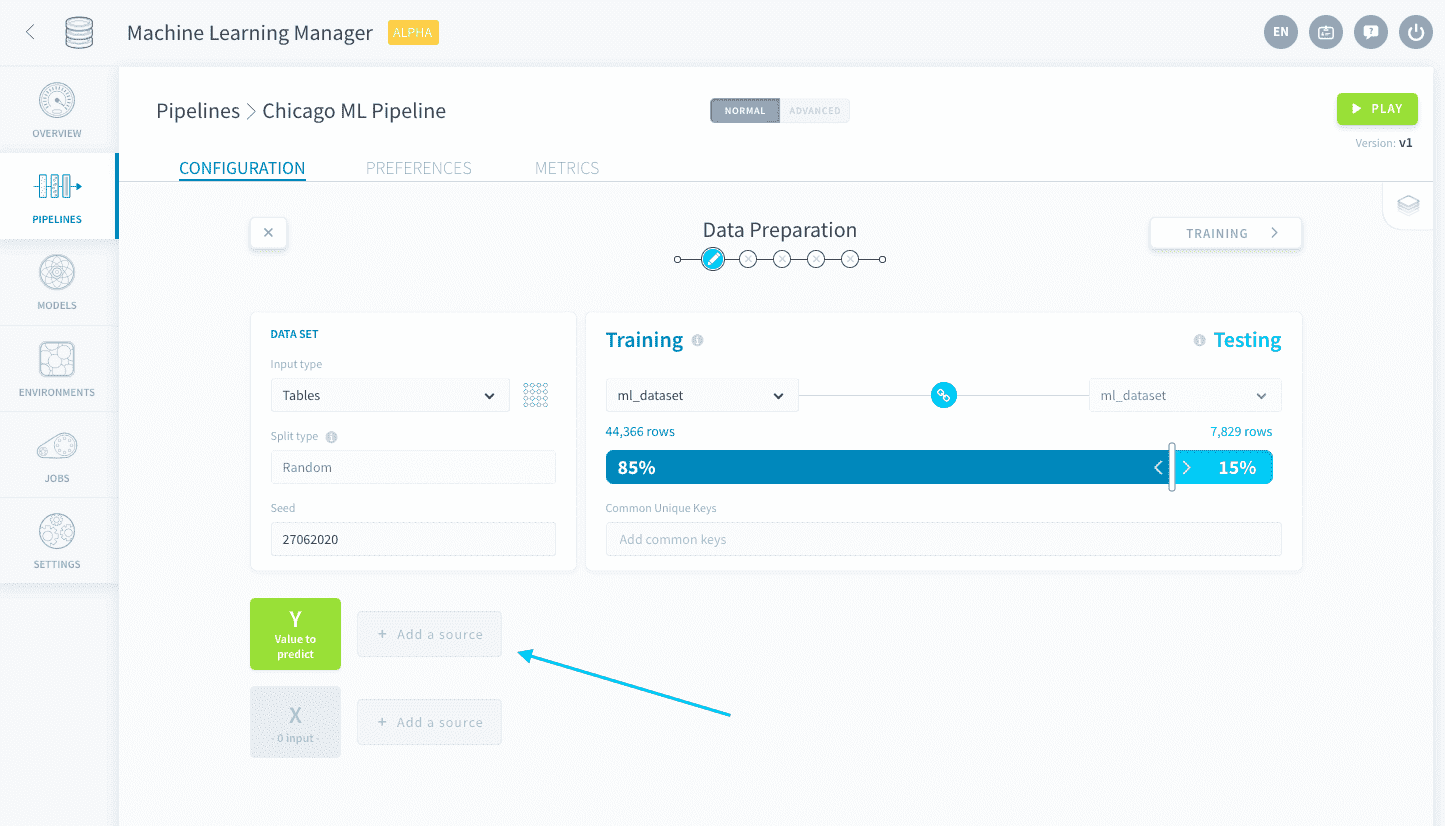 Machine Learning Manager ALPHA
EN
OVERVIEW
PIPELINES
MODELS
ENVIRONMENTS
JOBS
SETTINGS
Pipelines > Chicago ML Pipeline
NORMAL ADVANCED
PLAY
Version: v1
CONFIGURATION PREFERENCES METRICS
Data Preparation
TRAINING
DATA SET
Input type
Tables
Split type
Random
Seed
27062020
Training
Testing
ml_dataset
ml_dataset
44,366 rows
7,829 rows
85%
15%
Common Unique Keys
Add common keys
Y
Value to
predict
+ Add a source
X
- 0 input -
+ Add a source